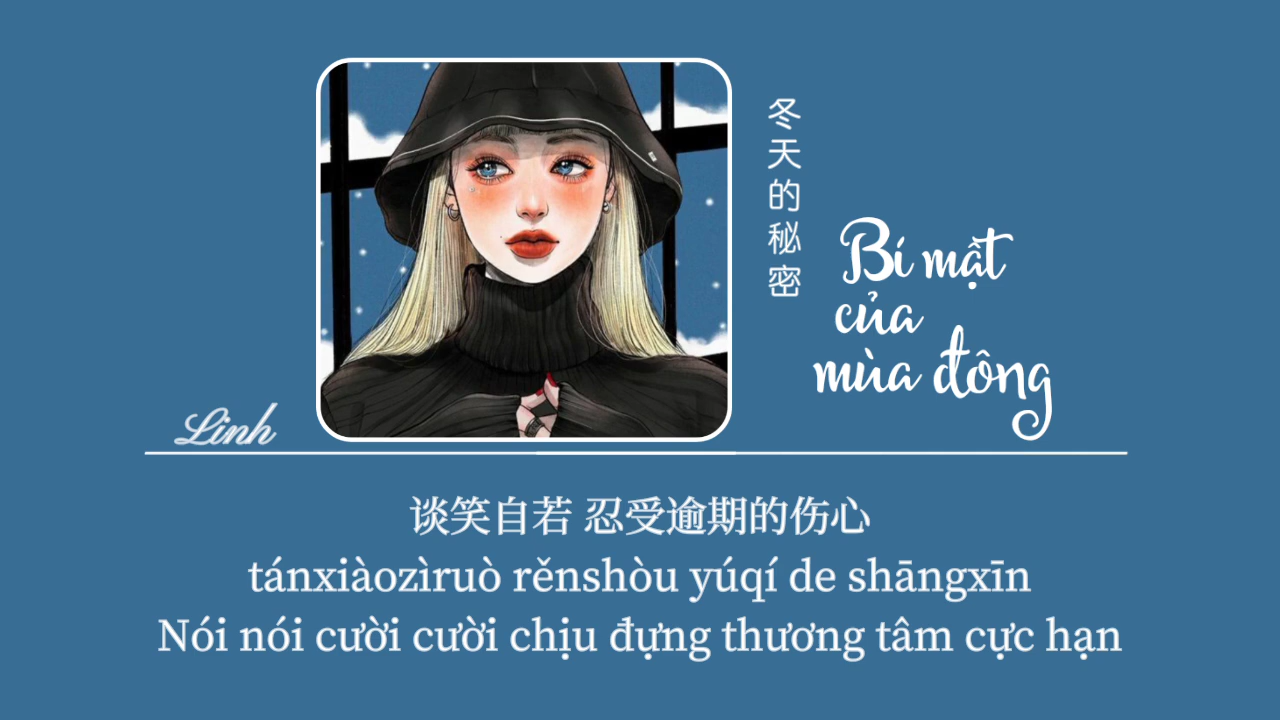 冬天的秘密
Bí mật
của
mùa đông
Linh
谈笑自若 忍受逾期的伤心
tánxiàozìruò rěnshòu yúqí de shāngxīn
Nói nói cười cười chịu đựng thương tâm cực hạn